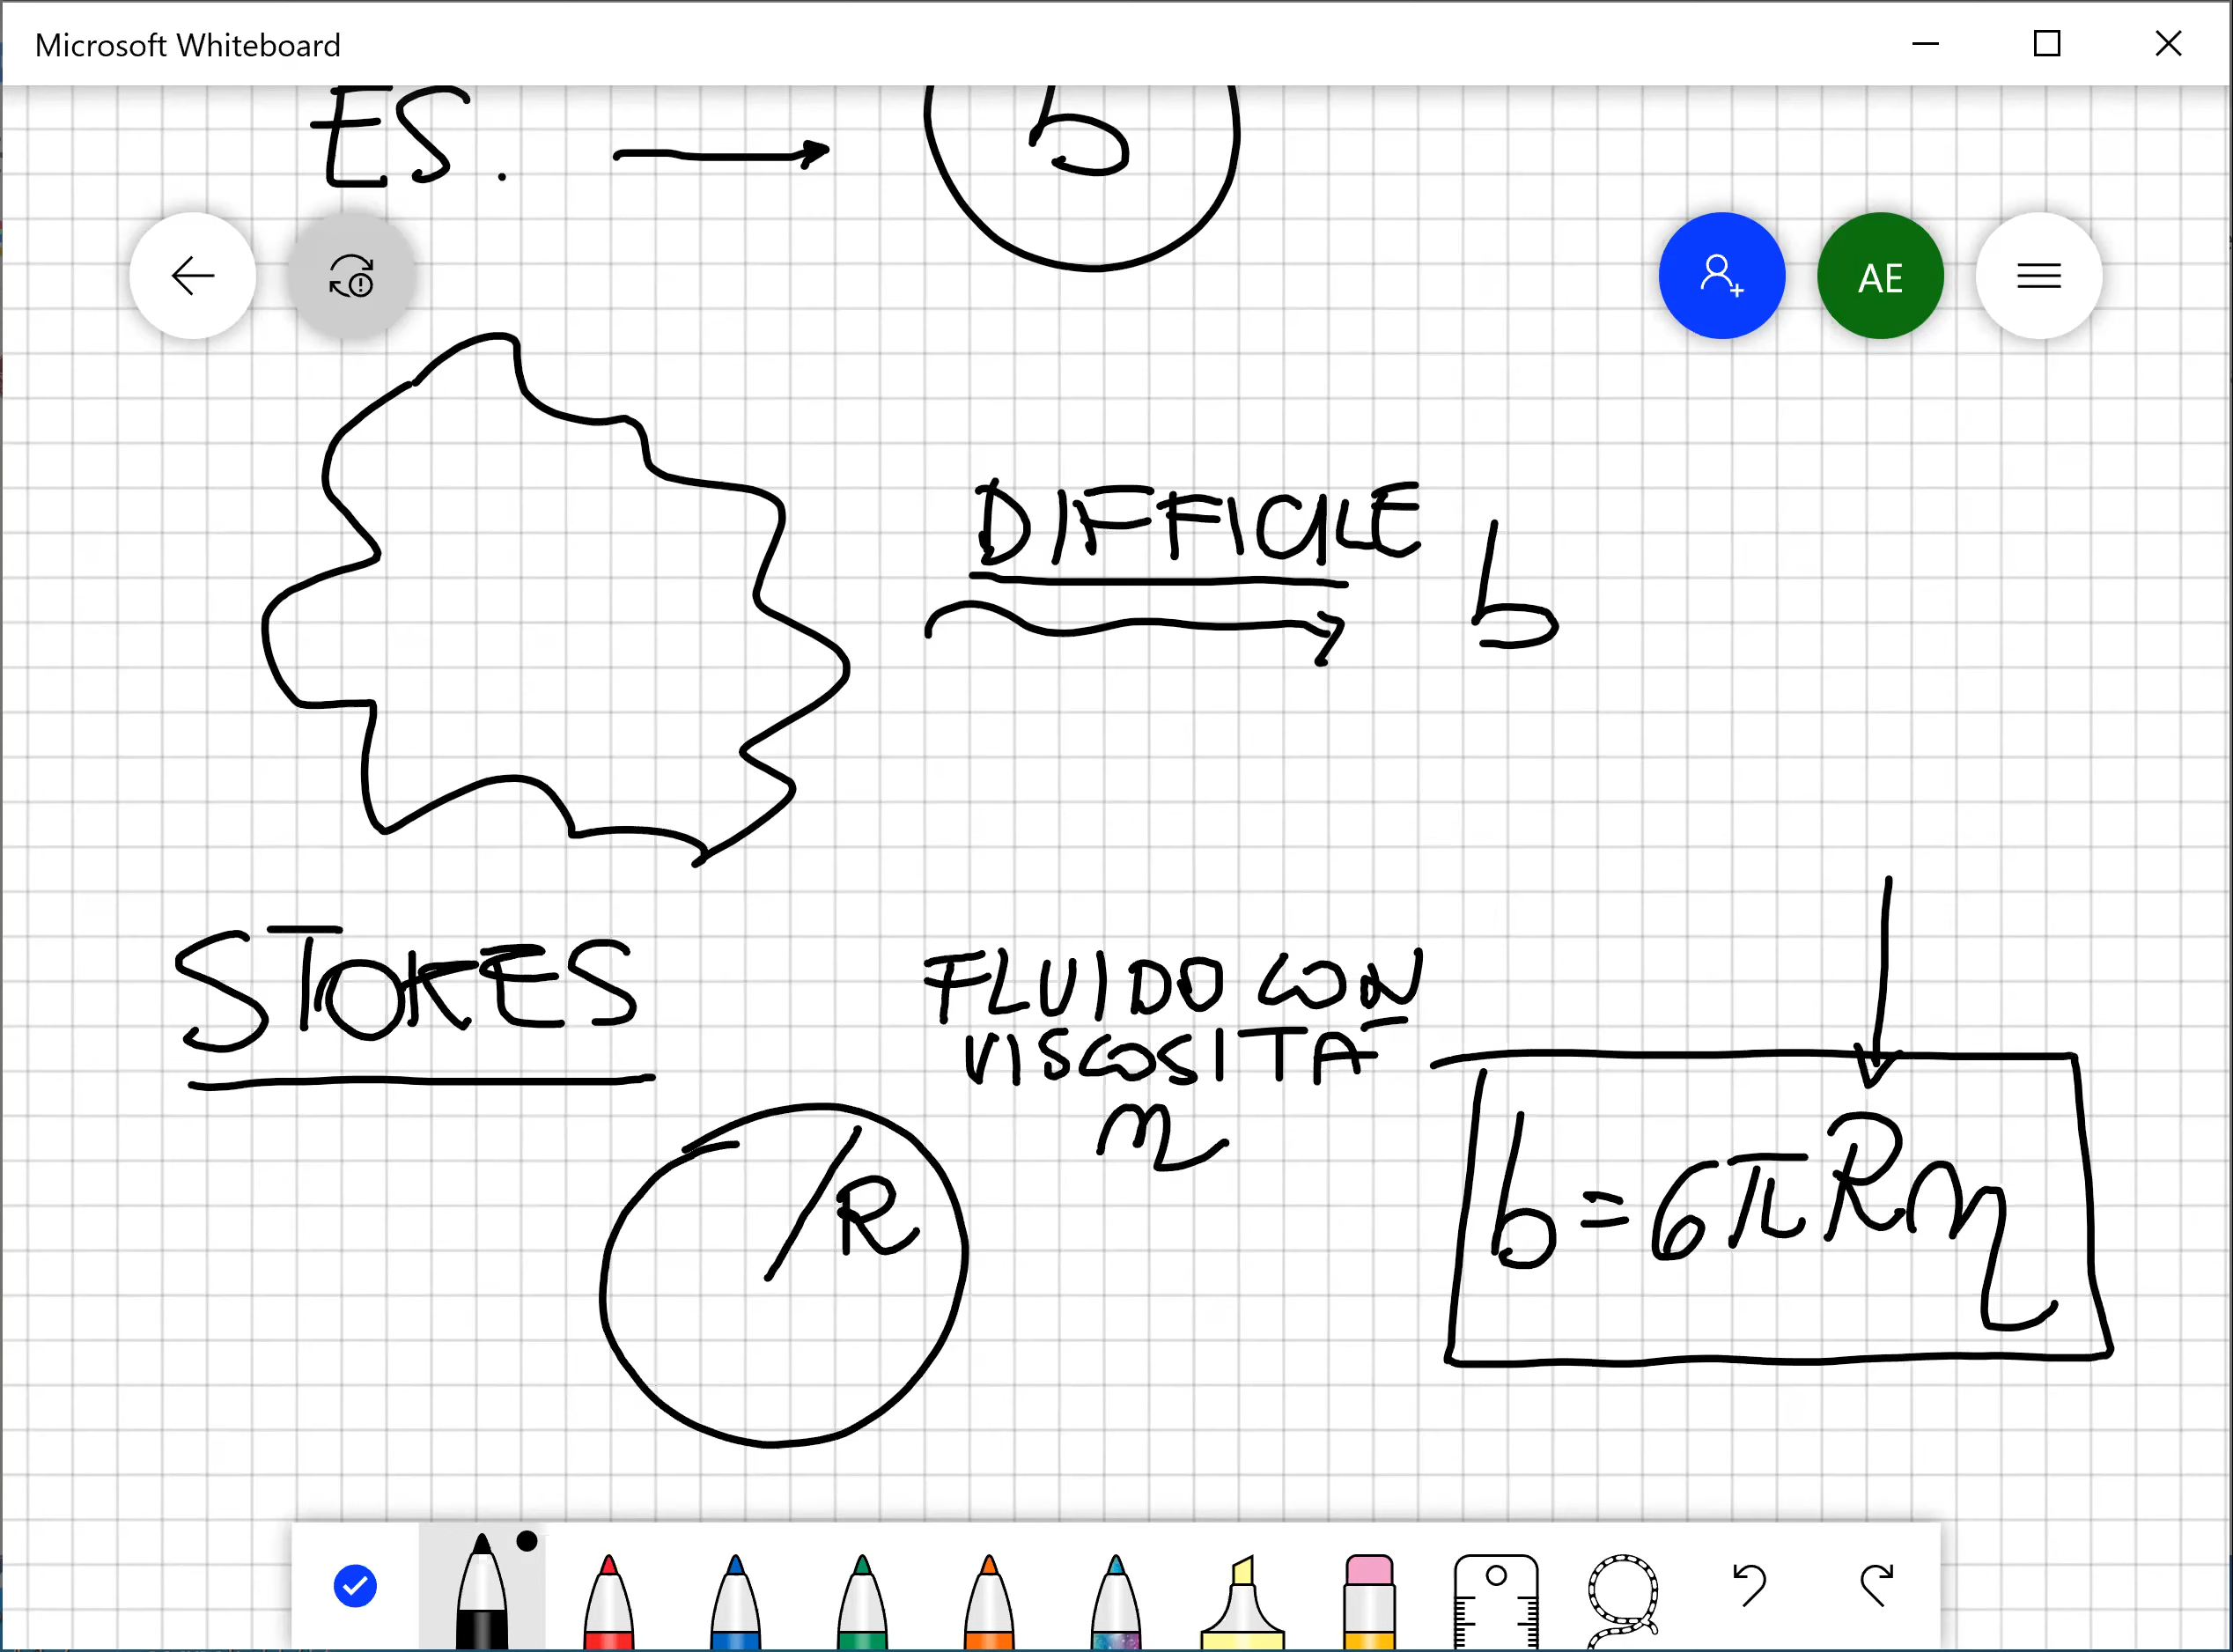 Microsoft Whiteboard
ES. → b
AE
DIFFICILE
b
STOKES
FLUIDO CON
VISCOSITA
η
R
b = 6πRη